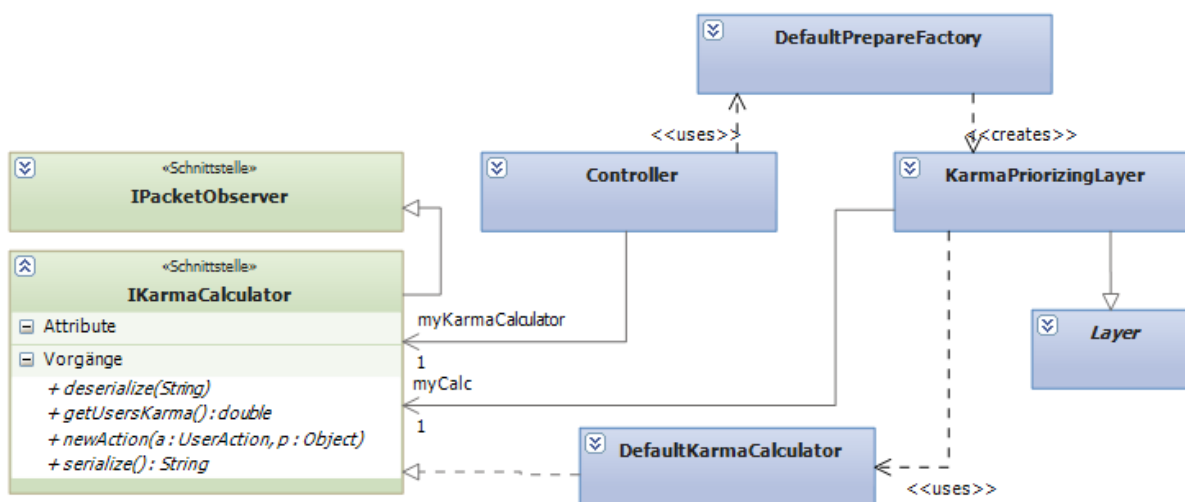 DefaultPrepareFactory
<<uses>>
<<creates>>
«Schnittstelle»
IPacketObserver
Controller
KarmaPriorizingLayer
«Schnittstelle»
IKarmaCalculator
Attribute
Vorgänge
+ deserialize(String)
+ getUsersKarma() : double
+ newAction(a : UserAction, p : Object)
+ serialize() : String
myKarmaCalculator
1
myCalc
1
Layer
DefaultKarmaCalculator
<<uses>>